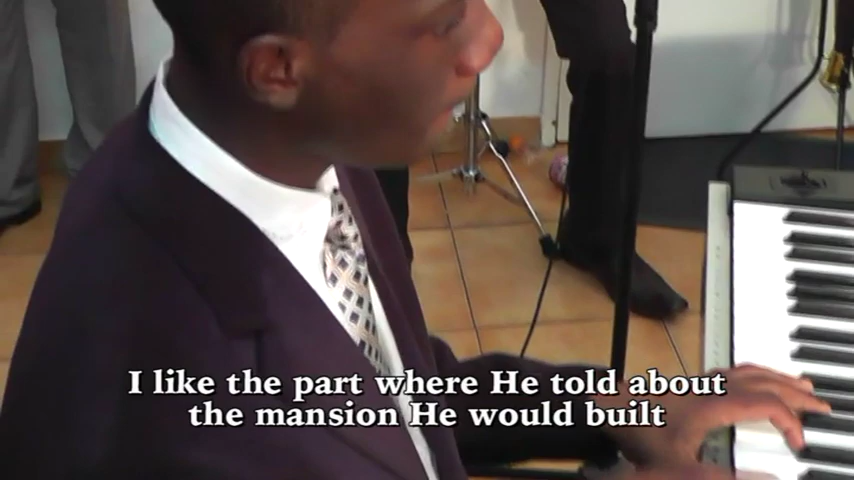 I like the part where He told about
the mansion He would built